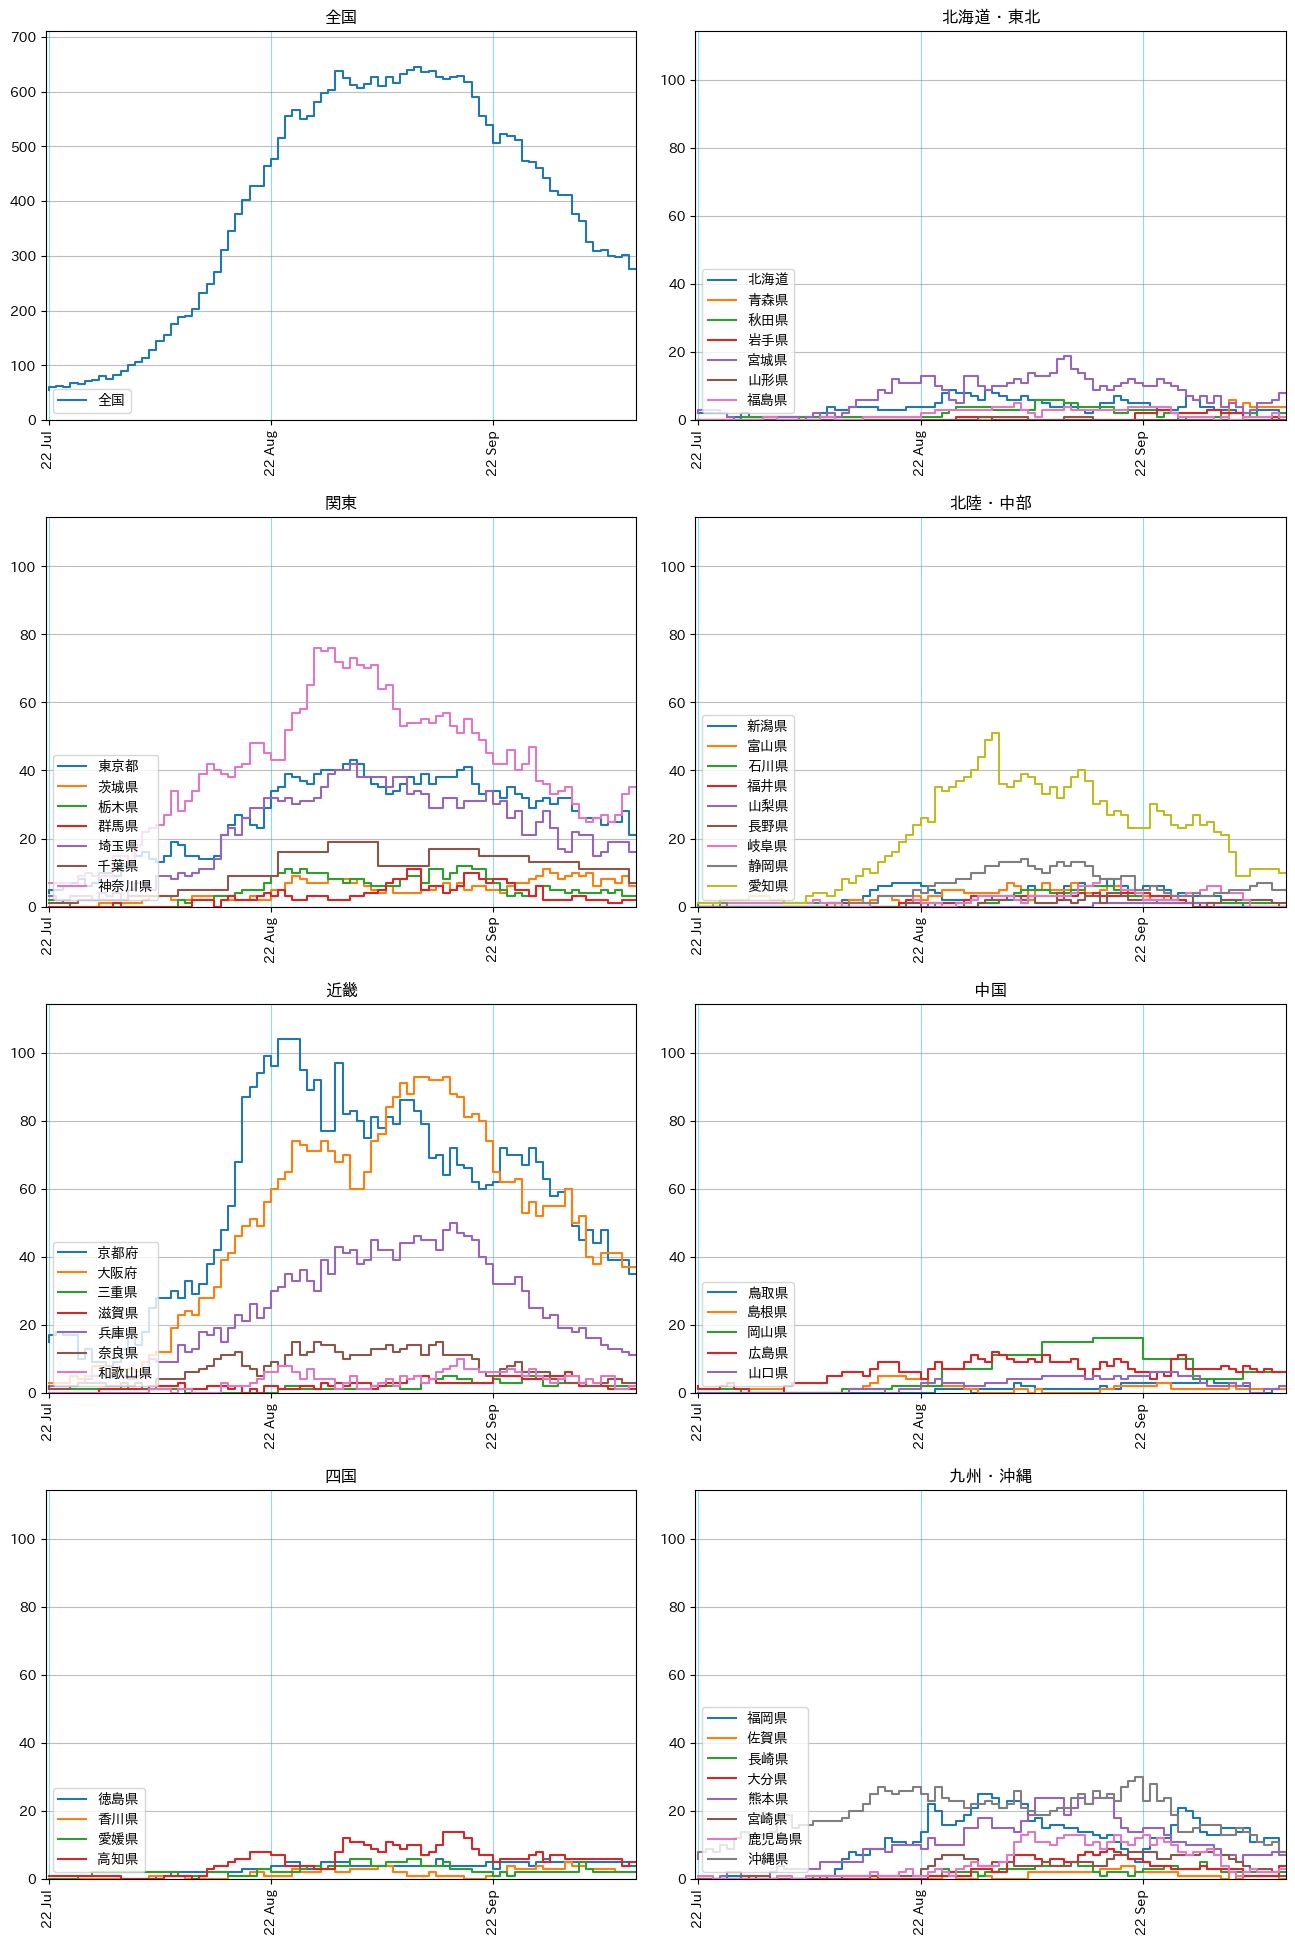 全国
700
600
500
400
300
200
100
0
全国
22 Jul
22 Aug
22 Sep
北海道・東北
100
80
60
40
20
0
北海道
青森県
秋田県
岩手県
宮城県
山形県
福島県
22 Jul
22 Aug
22 Sep
関東
100
80
60
40
20
0
東京都
茨城県
栃木県
群馬県
埼玉県
千葉県
神奈川県
22 Jul
22 Aug
22 Sep
北陸・中部
100
80
60
40
20
0
新潟県
富山県
石川県
福井県
山梨県
長野県
岐阜県
静岡県
愛知県
22 Jul
22 Aug
22 Sep
近畿
100
80
60
40
20
0
京都府
大阪府
三重県
滋賀県
兵庫県
奈良県
和歌山県
22 Jul
22 Aug
22 Sep
中国
100
80
60
40
20
0
鳥取県
島根県
岡山県
広島県
山口県
22 Jul
22 Aug
22 Sep
四国
100
80
60
40
20
0
徳島県
香川県
愛媛県
高知県
22 Jul
22 Aug
22 Sep
九州・沖縄
100
80
60
40
20
0
福岡県
佐賀県
長崎県
大分県
熊本県
宮崎県
鹿児島県
沖縄県
22 Jul
22 Aug
22 Sep